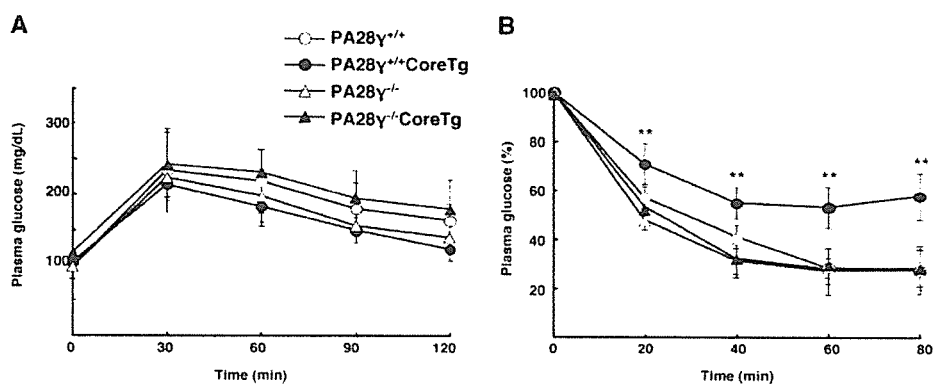 A
PA28γ+/+
PA28γ+/+CoreTg
PA28γ-/-
PA28γ-/-CoreTg
Plasma glucose (mg/dL)
300
200
100
0
30
60
90
120
Time (min)
B
Plasma glucose (%)
100
80
60
40
20
**
**
**
**
0
20
40
60
80
Time (min)